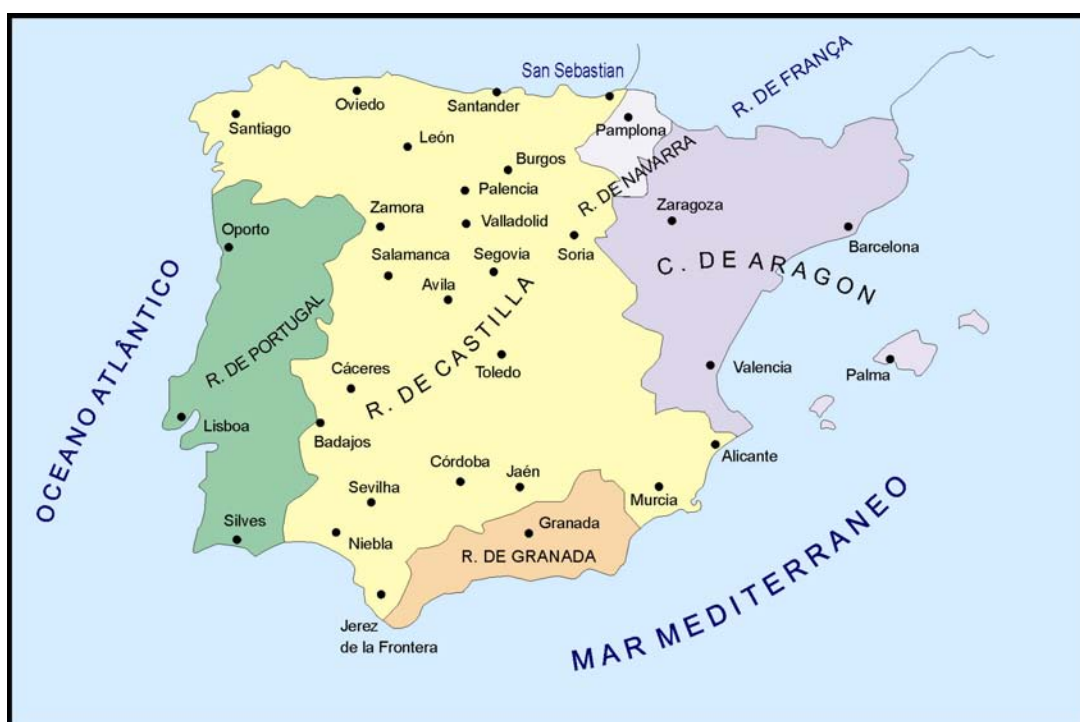 San Sebastian
R. DE FRANÇA
Oviedo
Santander
Santiago
Pamplona
León
Burgos
R. DE NAVARRA
Palencia
Zamora
Valladolid
Zaragoza
Oporto
Salamanca
Segovia
Soria
Barcelona
C. DE ARAGON
Avila
OCEANO ATLÂNTICO
R. DE PORTUGAL
R. DE CASTILLA
Cáceres
Toledo
Valencia
Palma
Lisboa
Badajos
Alicante
Córdoba
Jaén
Sevilha
Murcia
Silves
Niebla
Granada
R. DE GRANADA
Jerez
de la Frontera
MAR MEDITERRANEO